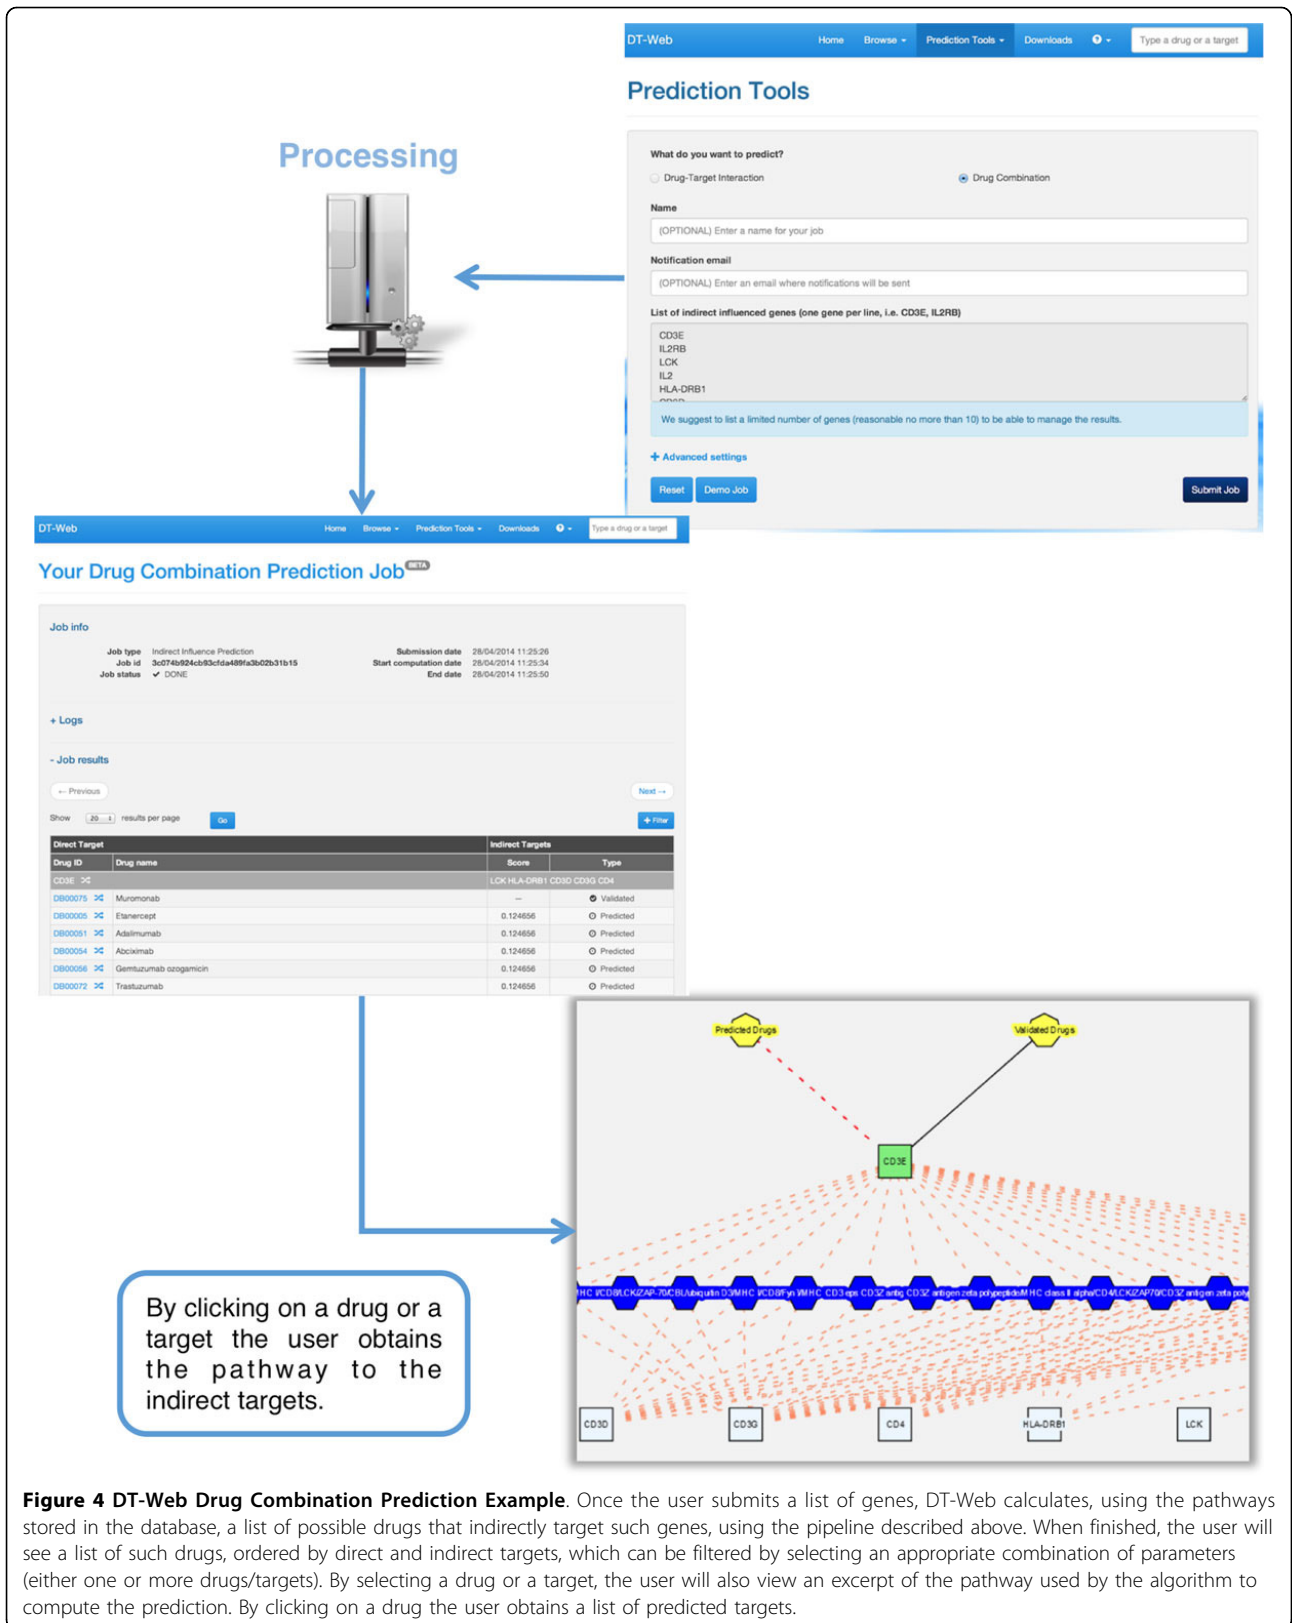 DT-Web Home Browse Prediction Tools Downloads ? Type a drug or a target
Prediction Tools
What do you want to predict?
Drug-Target Interaction Drug Combination
Name
(OPTIONAL) Enter a name for your job
Notification email
(OPTIONAL) Enter an email where notifications will be sent
List of indirect influenced genes (one gene per line, i.e. CD3E, IL2RB)
CD3E
IL2RB
LCK
IL2
HLA-DRB1
We suggest to list a limited number of genes (reasonable no more than 10) to be able to manage the results.
+ Advanced settings
Reset Demo Job Submit Job
Processing
DT-Web Home Browse Prediction Tools Downloads ? Type a drug or a target
Your Drug Combination Prediction Job BETA
Job info
Job type Indirect Influence Prediction Submission date 28/04/2014 11:25:26
Job id 3c074b924cb93cfda489fa3b02b31b15 Start computation date 28/04/2014 11:25:34
Job status ✔ DONE End date 28/04/2014 11:25:50
+ Logs
- Job results
← Previous Next →
Show 20 results per page Go + Filter
Direct Target Indirect Targets
Drug ID Drug name Score Type
CD3E LCK HLA-DRB1 CD3D CD3G CD4
DB00075 Muromonab -- Validated
DB00005 Etanercept 0.124656 Predicted
DB00051 Adalimumab 0.124656 Predicted
DB00054 Abciximab 0.124656 Predicted
DB00056 Gemtuzumab ozogamicin 0.124656 Predicted
DB00072 Trastuzumab 0.124656 Predicted
Predicted Drugs Validated Drugs
CD3E
CD3D CD3G CD4 HLA-DRB1 LCK
By clicking on a drug or a
target the user obtains
the pathway to the
indirect targets.
Figure 4 DT-Web Drug Combination Prediction Example. Once the user submits a list of genes, DT-Web calculates, using the pathways
stored in the database, a list of possible drugs that indirectly target such genes, using the pipeline described above. When finished, the user will
see a list of such drugs, ordered by direct and indirect targets, which can be filtered by selecting an appropriate combination of parameters
(either one or more drugs/targets). By selecting a drug or a target, the user will also view an excerpt of the pathway used by the algorithm to
compute the prediction. By clicking on a drug the user obtains a list of predicted targets.